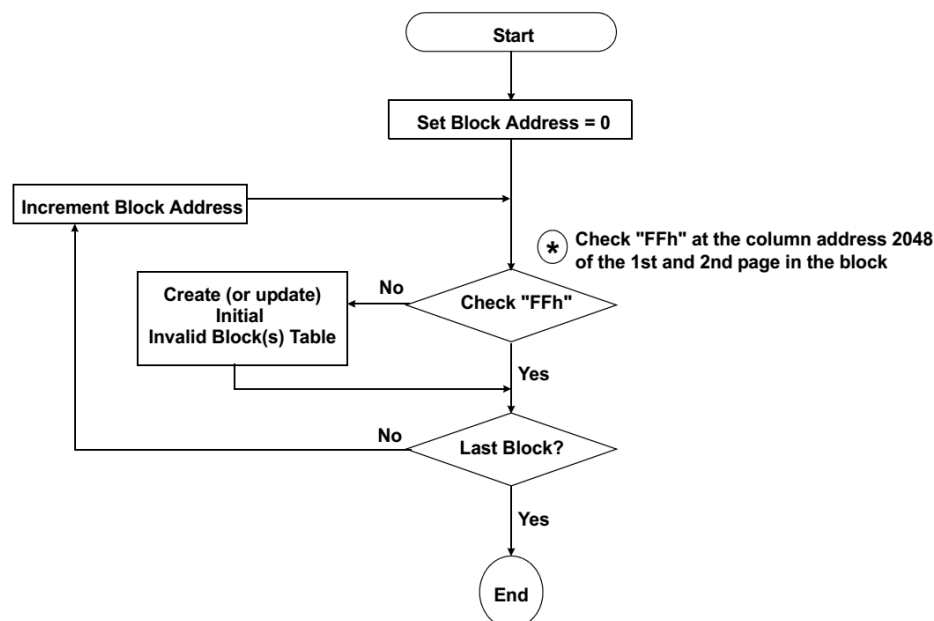 Start
Set Block Address = 0
Increment Block Address
* Check "FFh" at the column address 2048
of the 1st and 2nd page in the block
No
Create (or update)
Initial
Invalid Block(s) Table
Check "FFh"
Yes
No
Last Block?
Yes
End